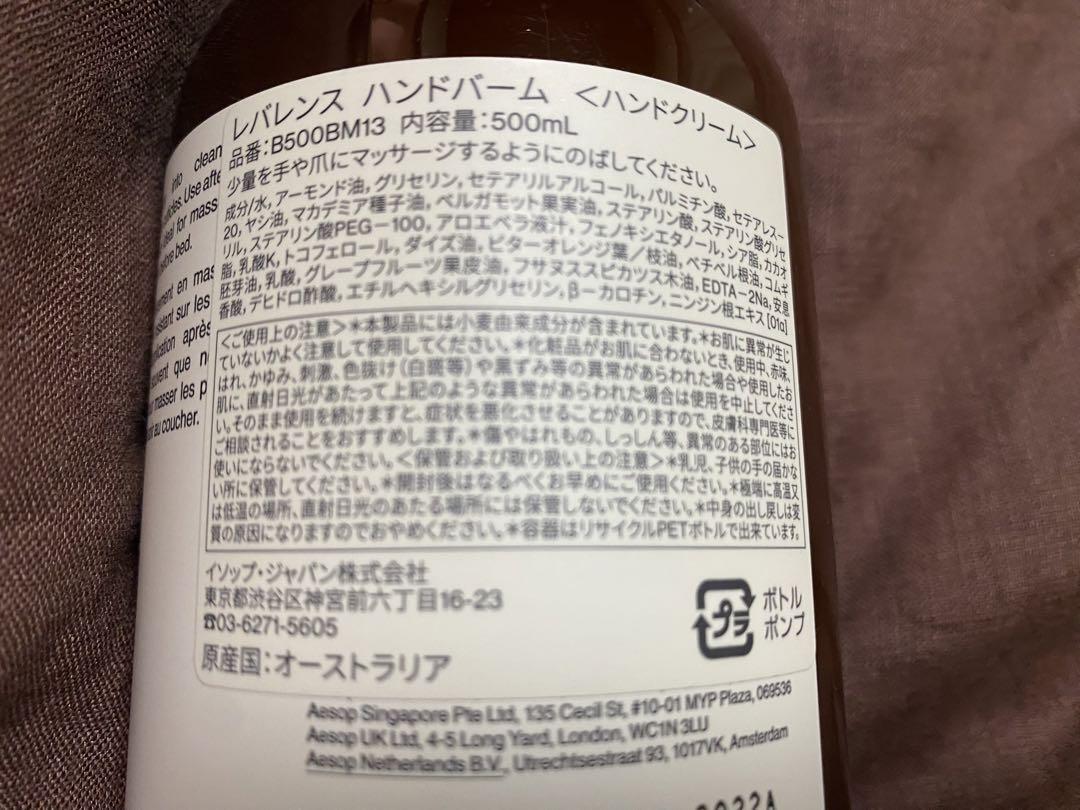 レバレンス ハンドバーム <ハンドクリーム>
品番:B500BM13 内容量:500mL
少量を手や爪にマッサージするようにのばしてください。
成分/水, アーモンド油, グリセリン, セテアリルアルコール, パルミチン酸, セテアレス−
20, ヤシ油, マカデミア種子油, ベルガモット果実油, ステアリン酸, ステアリン酸グリセ
リル, ステアリン酸PEG−100, アロエベラ液汁, フェノキシエタノール, シア脂, カカオ
脂, 乳酸K, トコフェロール, ダイズ油, ビターオレンジ葉/枝油, ベチベル根油, コムギ
胚芽油, 乳酸, グレープフルーツ果皮油, フサヌススピカツス木油, EDTA−2Na, 安息
香酸, デヒドロ酢酸, エチルヘキシルグリセリン, β−カロチン, ニンジン根エキス [01g]
<ご使用上の注意>*本製品には小麦由来成分が含まれています。*お肌に異常が生じ
ていないかよく注意して使用してください。*化粧品がお肌に合わないとき、使用中、赤味、
はれ、かゆみ、刺激、色抜け(白斑等)や黒ずみ等の異常があらわれた場合や使用したお
肌に、直射日光があたって上記のような異常があらわれた場合は使用を中止してくださ
い。そのまま使用を続けますと、症状を悪化させることがありますので、皮膚科専門医等に
ご相談されることをおすすめします。*傷やはれもの、しっしん等、異常のある部位にはお
使いにならないでください。<保管および取り扱い上の注意>*乳児、子供の手の届かな
い所に保管してください。*開封後はなるべくお早めにご使用ください。*極端に高温又
は低温の場所、直射日光のあたる場所には保管しないでください。*中身の出し戻しは変
質の原因になりますのでおやめください。*容器はリサイクルPETボトルで出来ています。
イソップ・ジャパン株式会社
東京都渋谷区神宮前六丁目16-23
☎03-6271-5605
原産国:オーストラリア
プラ
ボトル
ポンプ
Aesop Singapore Pte Ltd, 135 Cecil St, #10-01 MYP Plaza, 069536
Aesop UK Ltd, 4-5 Long Yard, London, WC1N 3LU
Aesop Netherlands B.V., Utrechtsestraat 93, 1017VK, Amsterdam
into clean
Use afte
ideal for mass
before bed.
en mas
sur les
après
que n
masser les p
au coucher.